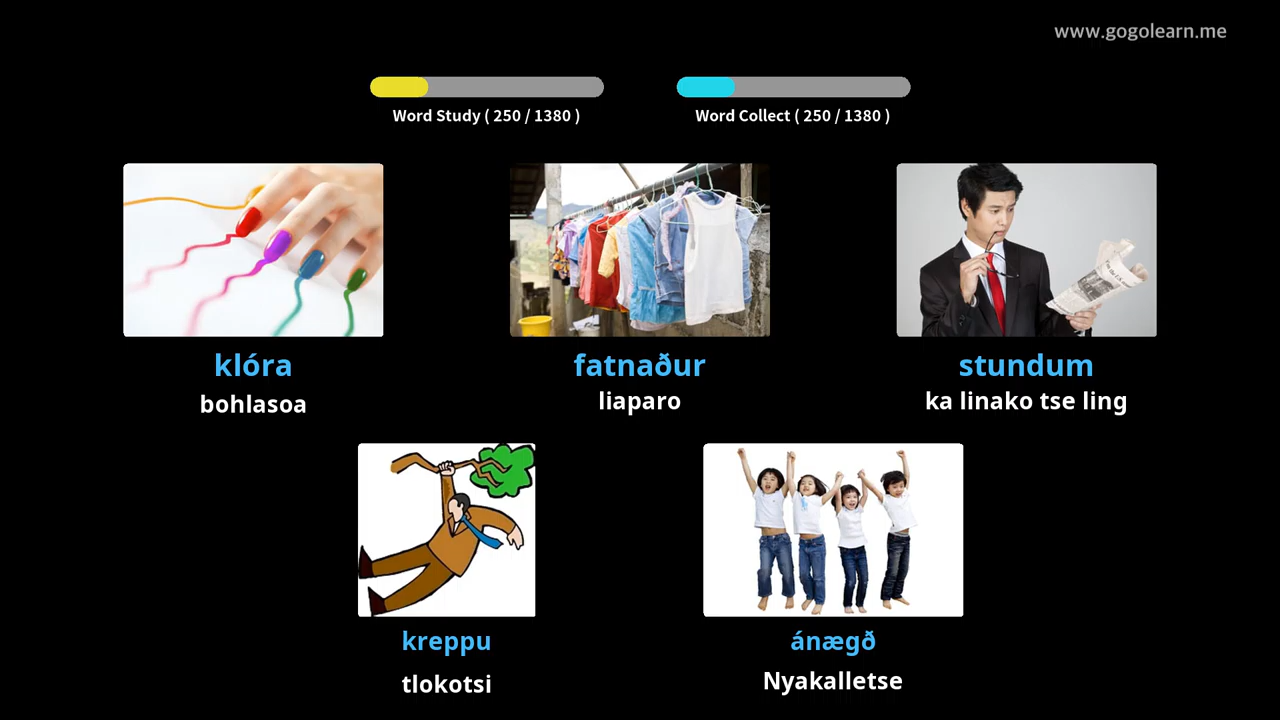 www.gogolearn.me
Word Study ( 250 / 1380 )
Word Collect ( 250 / 1380 )
klóra
bohlasoa
fatnaður
liaparo
stundum
ka linako tse ling
kreppu
tlokotsi
ánægð
Nyakalletse